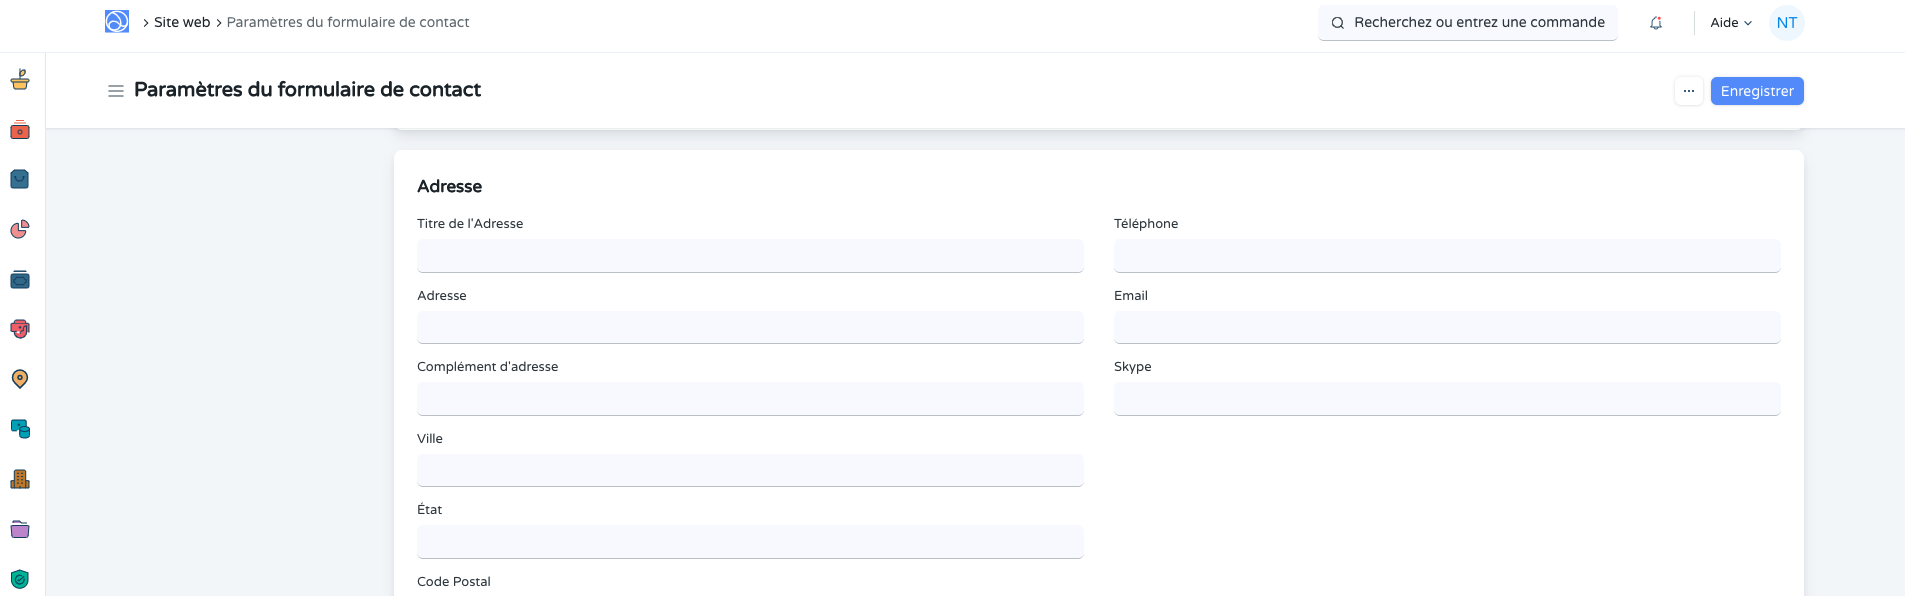 Site web
Paramètres du formulaire de contact
Recherchez ou entrez une commande
Aide
NT
Paramètres du formulaire de contact
Enregistrer
Adresse
Titre de l'Adresse
Téléphone
Adresse
Email
Complément d'adresse
Skype
Ville
État
Code Postal